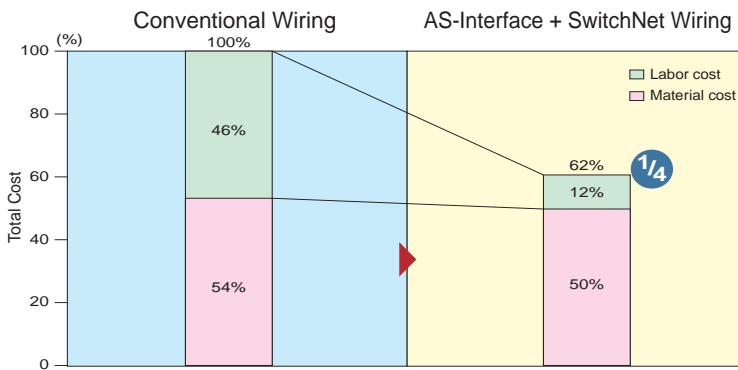 Conventional Wiring
AS-Interface + SwitchNet Wiring
(%)
100
80
60
40
20
0
Total Cost
100%
46%
54%
Labor cost
Material cost
62%
1/4
12%
50%